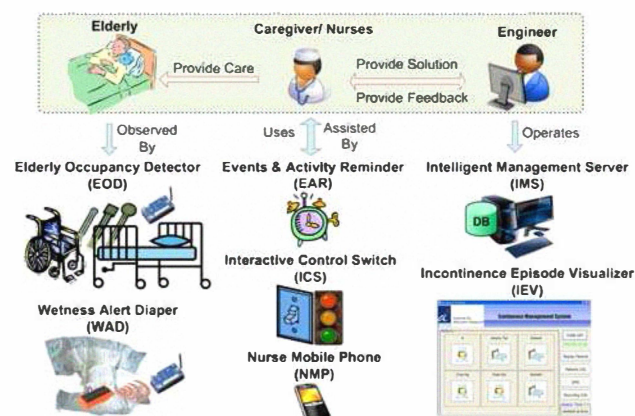 Elderly
Caregiver/ Nurses
Engineer
Provide Care
Provide Solution
Provide Feedback
Observed
By
Uses
Assisted
By
Operates
Elderly Occupancy Detector
(EOD)
Events & Activity Reminder
(EAR)
Intelligent Management Server
(IMS)
DB
Interactive Control Switch
(ICS)
Incontinence Episode Visualizer
(IEV)
Wetness Alert Diaper
(WAD)
Continence Management System
Nurse Mobile Phone
(NMP)